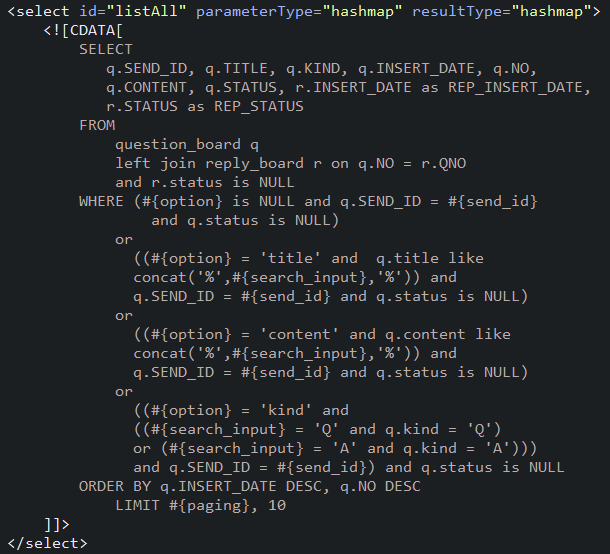 <select id="listAll" parameterType="hashmap" resultType="hashmap">
    <![CDATA[
        SELECT
           q.SEND_ID, q.TITLE, q.KIND, q.INSERT_DATE, q.NO,
           q.CONTENT, q.STATUS, r.INSERT_DATE as REP_INSERT_DATE,
           r.STATUS as REP_STATUS
        FROM
            question_board q
            left join reply_board r on q.NO = r.QNO
            and r.status is NULL
        WHERE (#{option} is NULL and q.SEND_ID = #{send_id}
                and q.status is NULL)
            or
              ((#{option} = 'title' and  q.title like
              concat('%',#{search_input},'%')) and
              q.SEND_ID = #{send_id} and q.status is NULL)
            or
              ((#{option} = 'content' and q.content like
              concat('%',#{search_input},'%')) and
              q.SEND_ID = #{send_id} and q.status is NULL)
            or
              ((#{option} = 'kind' and
              ((#{search_input} = 'Q' and q.kind = 'Q')
              or (#{search_input} = 'A' and q.kind = 'A')))
              and q.SEND_ID = #{send_id}) and q.status is NULL
        ORDER BY q.INSERT_DATE DESC, q.NO DESC
            LIMIT #{paging}, 10
    ]]>
</select>